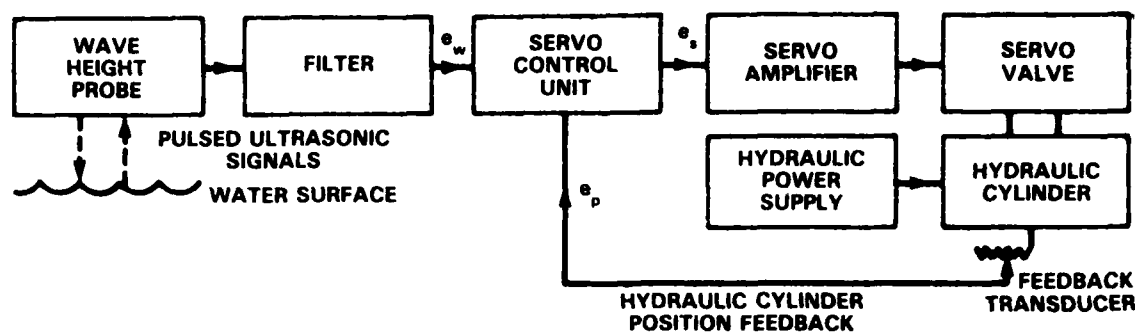 WAVE
HEIGHT
PROBE
FILTER
e_w
SERVO
CONTROL
UNIT
e_s
SERVO
AMPLIFIER
SERVO
VALVE
PULSED ULTRASONIC
SIGNALS
WATER SURFACE
e_p
HYDRAULIC
POWER
SUPPLY
HYDRAULIC
CYLINDER
FEEDBACK
TRANSDUCER
HYDRAULIC CYLINDER
POSITION FEEDBACK